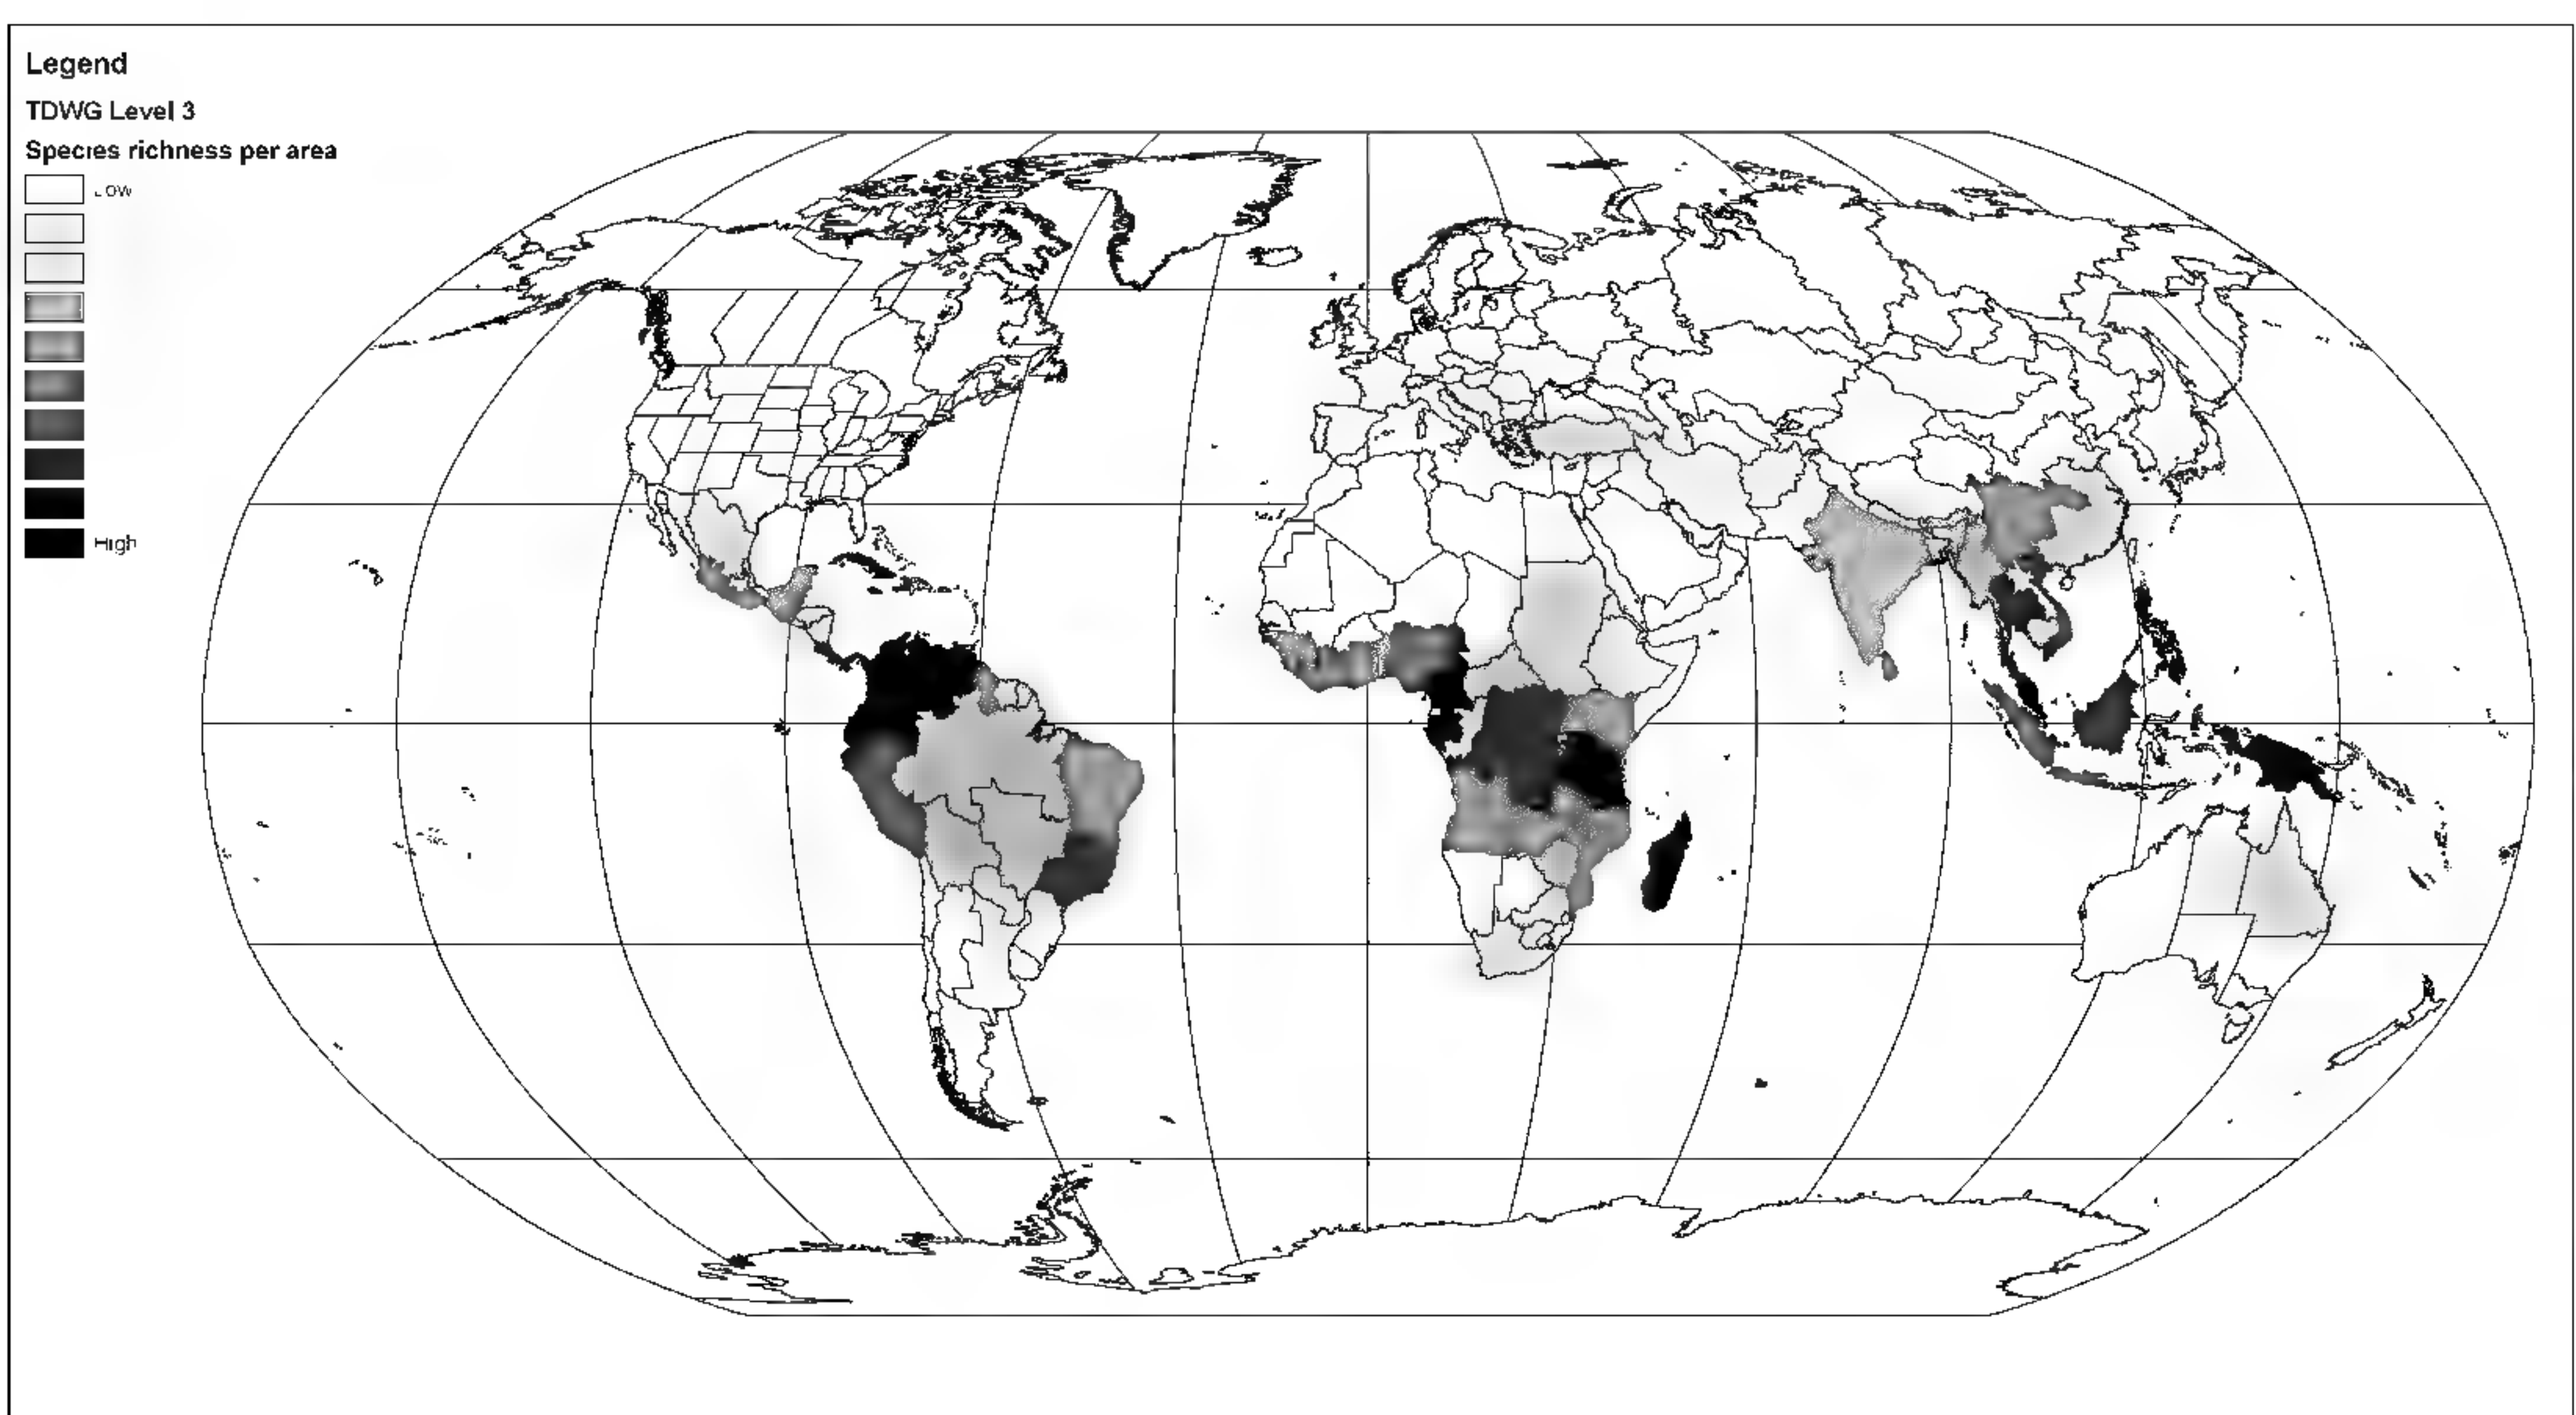 Legend
TDWG Level 3
Species richness per area
Low
High